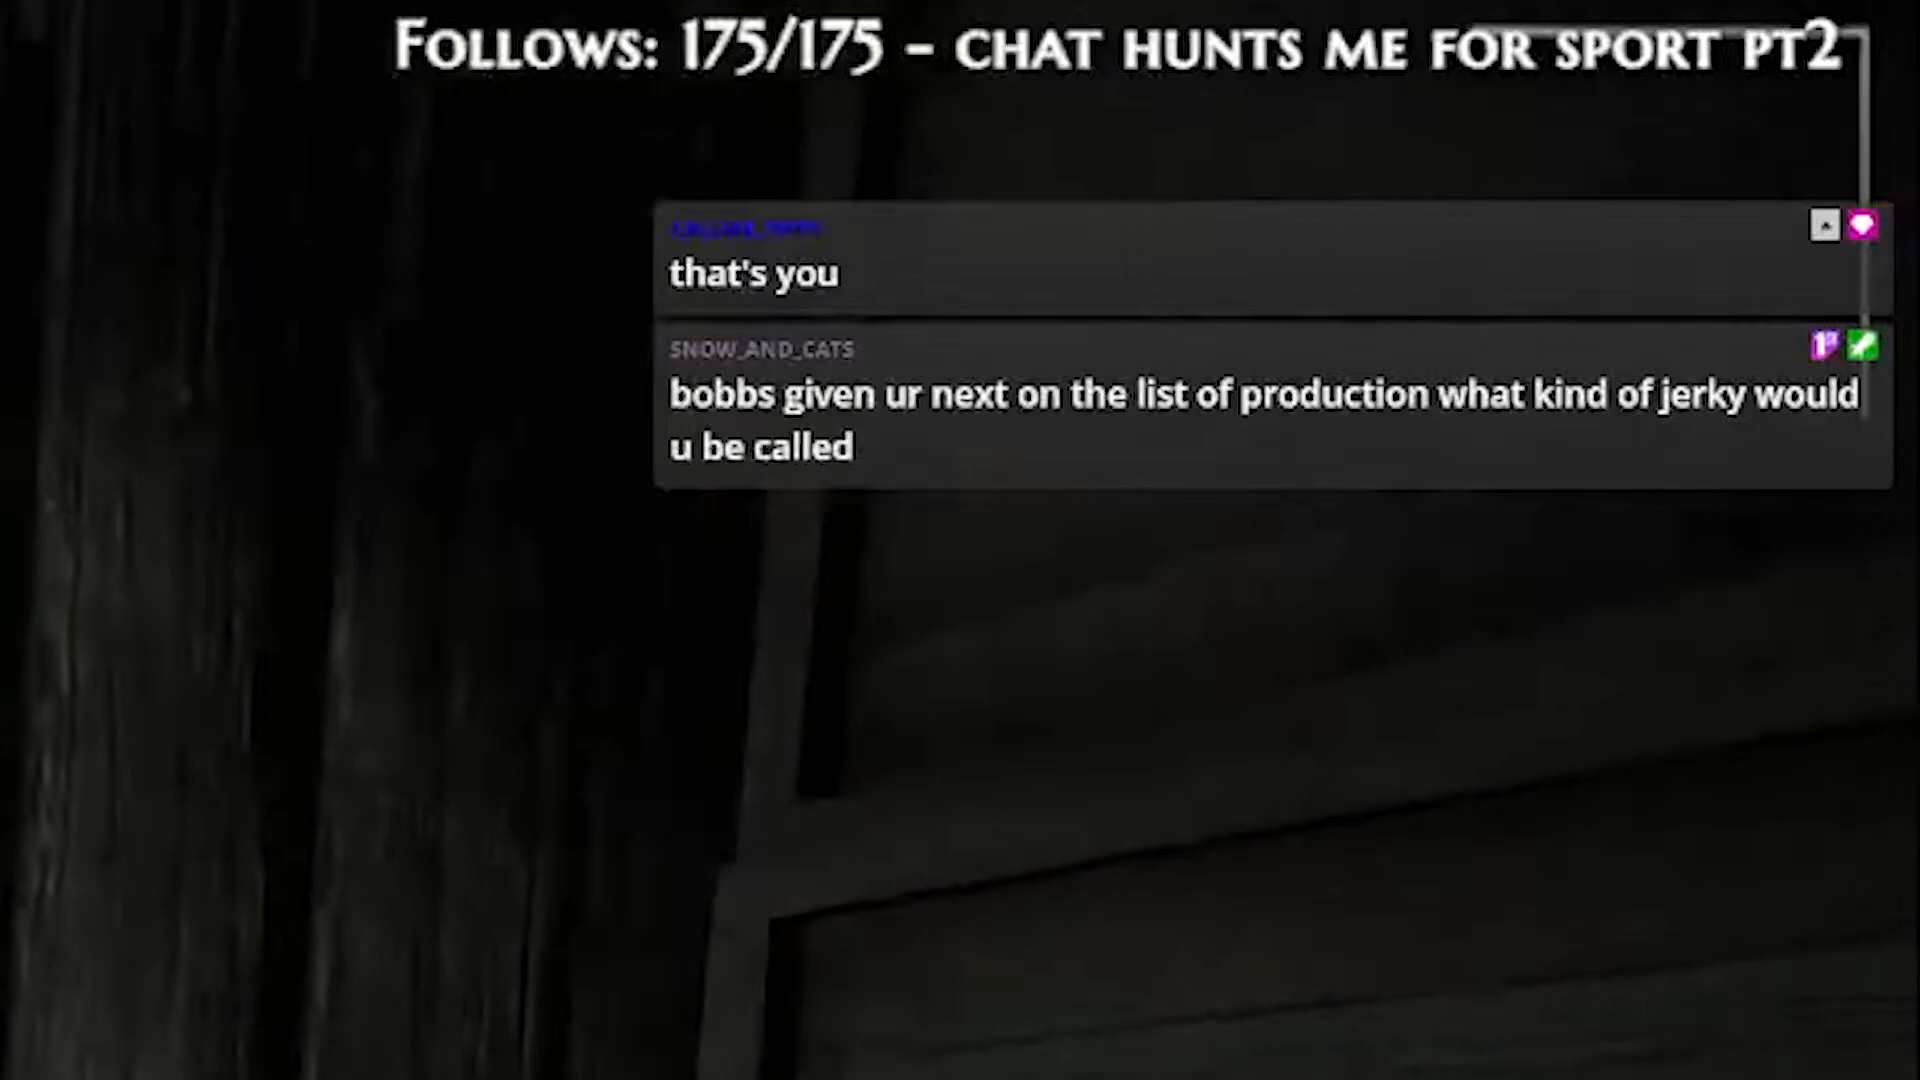 FOLLOWS: 175/175 - CHAT HUNTS ME FOR SPORT PT2
that's you
SNOW_AND_CATS
bobbs given ur next on the list of production what kind of jerky would
u be called